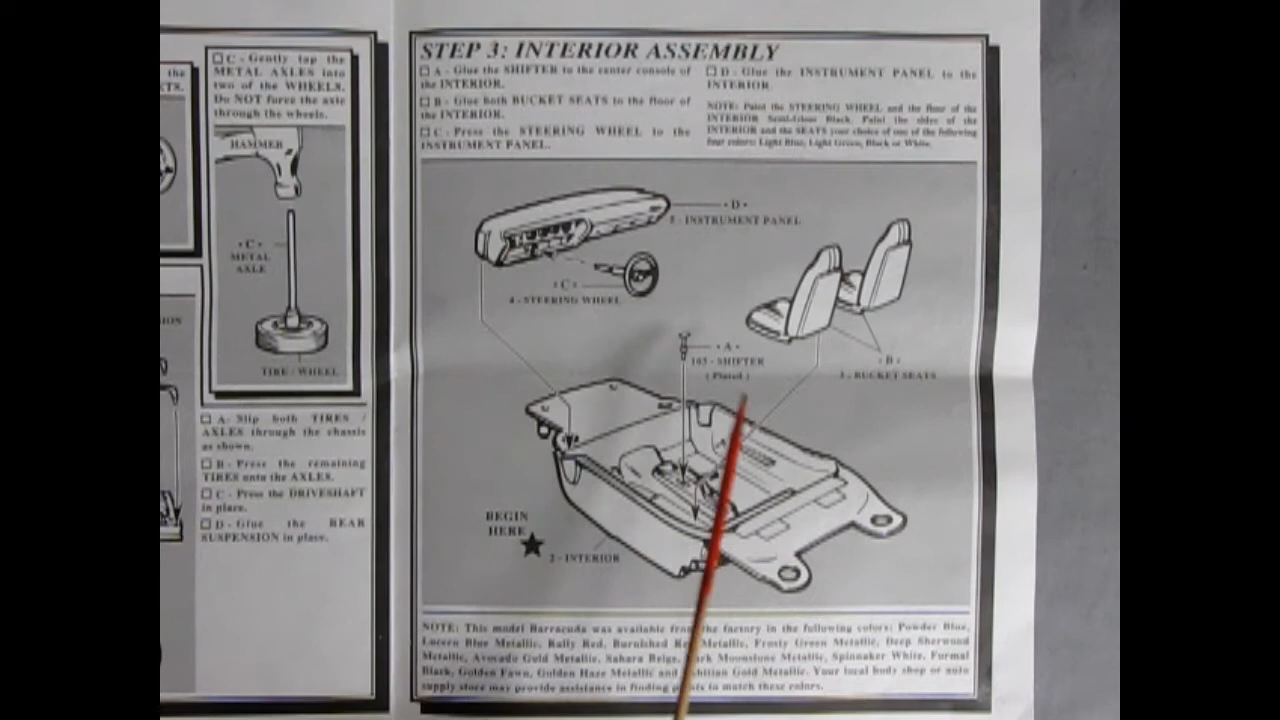 the
TS.
ION
☐ C - Gently tap the
METAL AXLES into
two of the WHEELS.
Do NOT force the axle
through the wheels.
HAMMER
• C •
METAL
AXLE
TIRE / WHEEL
☐ A- Slip both TIRES /
AXLES through the chassis
as shown.
☐ B - Press the remaining
TIRES onto the AXLES.
☐ C - Press the DRIVESHAFT
in place.
☐ D - Glue the REAR
SUSPENSION in place.
STEP 3: INTERIOR ASSEMBLY
☐ A - Glue the SHIFTER to the center console of
the INTERIOR.
☐ B - Glue both BUCKET SEATS to the floor of
the INTERIOR.
☐ C - Press the STEERING WHEEL to the
INSTRUMENT PANEL.
☐ D - Glue the INSTRUMENT PANEL to the
INTERIOR
NOTE: Paint the STEERING WHEEL and the floor of the
INTERIOR Semi-Gloss Black. Paint the sides of the
INTERIOR and the SEATS your choice of one of the following
four colors: Light Blue, Light Green, Black or White.
• D •
5 - INSTRUMENT PANEL
• C •
4 - STEERING WHEEL
• A •
103 - SHIFTER
( Plated )
• B •
3 - BUCKET SEATS
BEGIN
HERE
2 - INTERIOR
NOTE: This model Barracuda was available from the factory in the following colors: Powder Blue,
Lucern Blue Metallic, Rally Red, Burnished Metallic, Frosty Green Metallic, Deep Sherwood
Metallic, Avocado Gold Metallic, Sahara Beige, Moonstone Metallic, Spinnaker White, Formal
Black, Golden Fawn, Golden Haze Metallic and Gold Metallic. Your local body shop or auto
supply store may provide assistance in finding to match these colors.